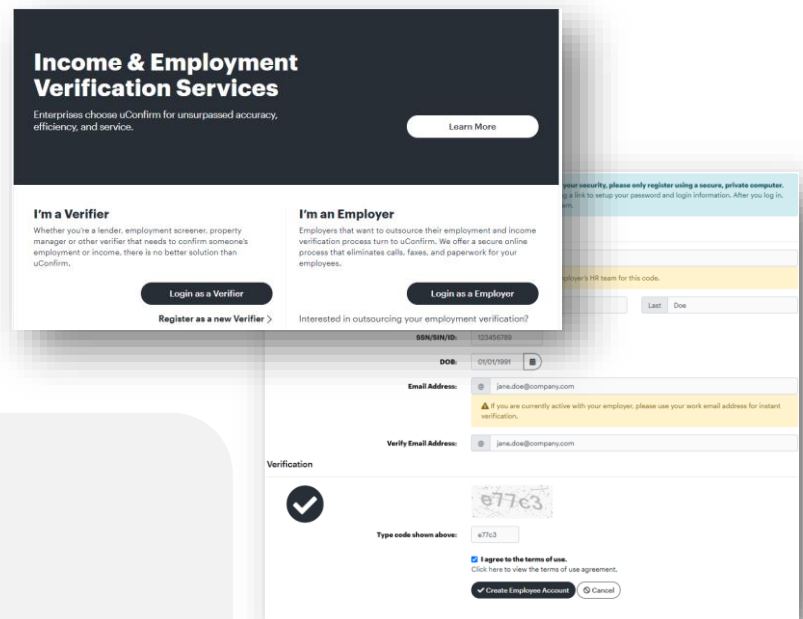 Income & Employment
Verification Services
Enterprises choose uConfirm for unsurpassed accuracy,
efficiency, and service.
Learn More
I'm a Verifier
Whether you're a lender, employment screener, property
manager or other verifier that needs to confirm someone's
employment or income, there is no better solution than
uConfirm.
Login as a Verifier
Register as a new Verifier >
I'm an Employer
Employers that want to outsource their employment and income
verification process turn to uConfirm. We offer a secure online
process that eliminates calls, faxes, and paperwork for your
employees.
Login as a Employer
Interested in outsourcing your employment verification?
your security, please only register using a secure, private computer.
a link to setup your password and login information. After you log in,
employer's HR team for this code.
Last Doe
SSN/SIN/ID: 123456789
DOB: 01/01/1991
Email Address: @ jane.doe@company.com
If you are currently active with your employer, please use your work email address for instant
verification.
Verify Email Address: @ jane.doe@company.com
Verification
e77c3
Type code shown above: e77c3
I agree to the terms of use.
Click here to view the terms of use agreement.
Create Employee Account Cancel